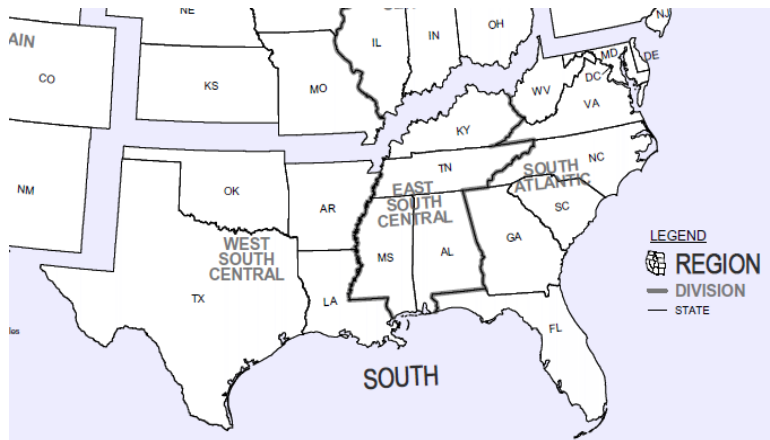 NE
OH
NJ
IL
IN
AIN
CO
MD
DE
DC
KS
MO
WV
VA
KY
TN
NC
SOUTH
ATLANTIC
NM
OK
AR
EAST
SOUTH
CENTRAL
SC
WEST
SOUTH
CENTRAL
MS
AL
GA
TX
LA
FL
SOUTH
LEGEND
REGION
DIVISION
STATE